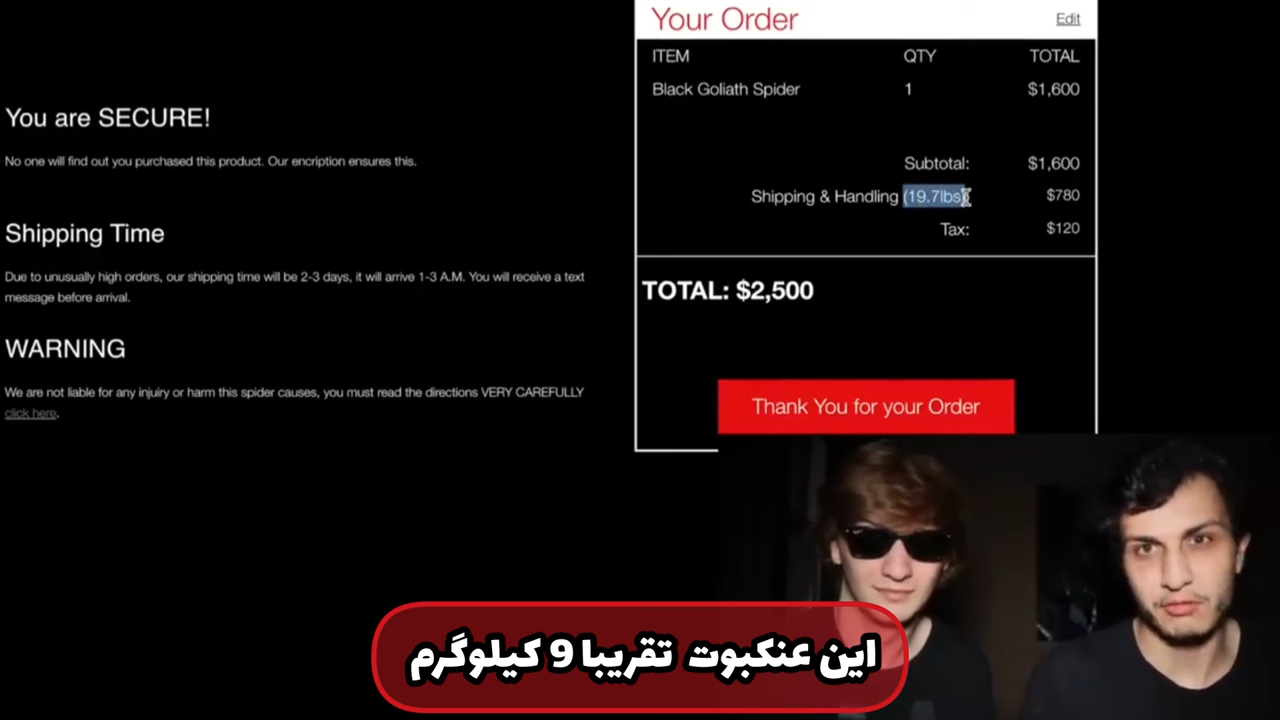 You are SECURE!
No one will find out you purchased this product. Our encription ensures this.
Shipping Time
Due to unusually high orders, our shipping time will be 2-3 days, it will arrive 1-3 A.M. You will receive a text
message before arrival.
WARNING
We are not liable for any injuiry or harm this spider causes, you must read the directions VERY CAREFULLY
click here.
Your Order Edit
ITEM QTY TOTAL
Black Goliath Spider 1 $1,600
Subtotal: $1,600
Shipping & Handling (19.7lbs): $780
Tax: $120
TOTAL: $2,500
Thank You for your Order
این عنکبوت تقریبا 9 کیلوگرم